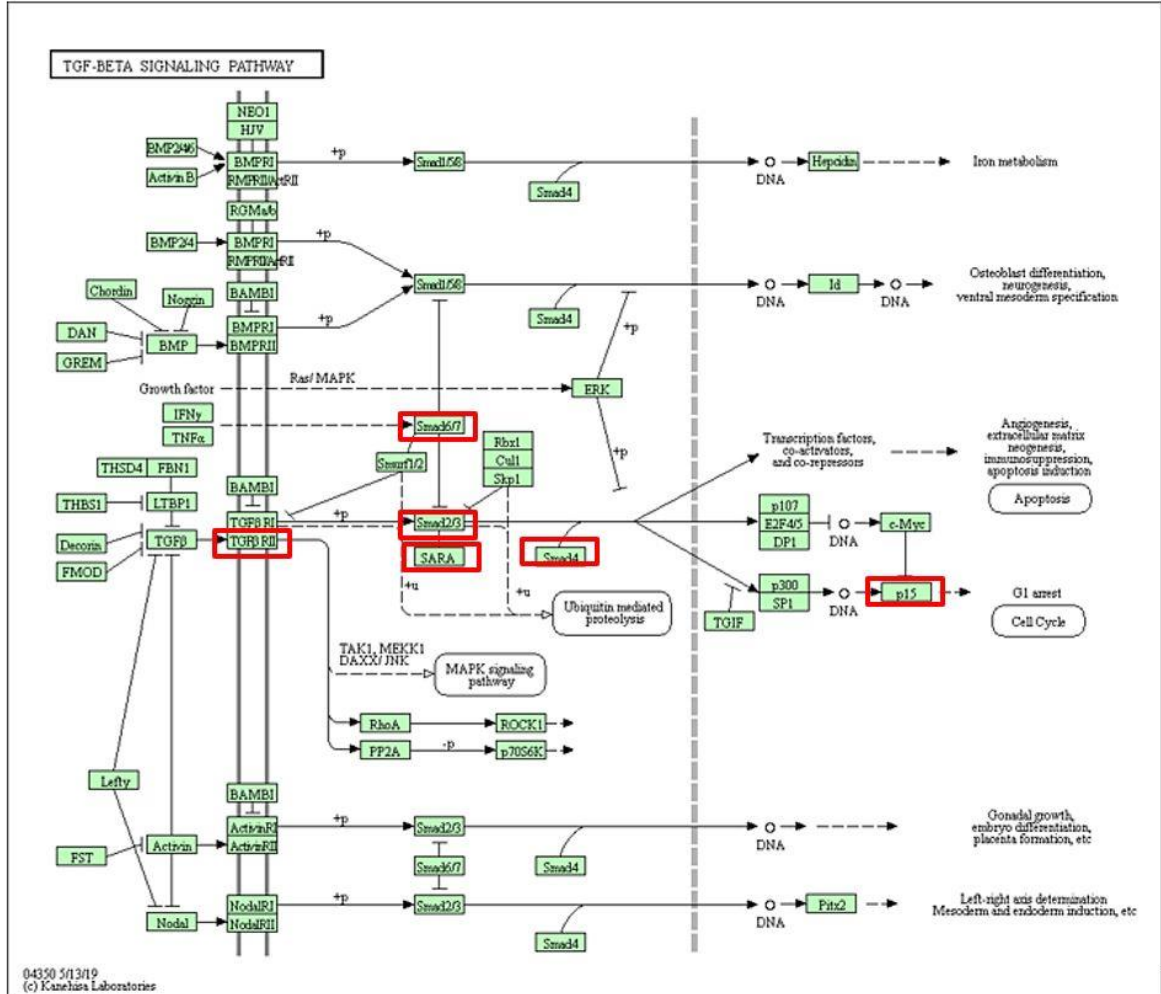 TGF-BETA SIGNALING PATHWAY
NEO1
HJV
BMP2/4/6
Activin B
BMPRI
BMPRII/ActRII
+p
Smad1/5/8
Smad4
DNA
Hepcidin
Iron metabolism
RGMa/b
BMP2/4
BMPRI
BMPRII/ActRII
+p
Smad1/5/8
Smad4
DNA
Id
DNA
Osteoblast differentiation,
neurogenesis,
ventral mesoderm specification
BAMBI
Chordin
Noggin
DAN
GREM
BMP
BMPRI
BMPRII
+p
+p
Growth factor
Ras/ MAPK
ERK
+p
IFNγ
TNFα
Smad6/7
Smurf1/2
Rbx1
Cul1
Skp1
Transcription factors,
co-activators,
and co-repressors
Angiogenesis,
extracellular matrix
neogenesis,
immunosuppression,
apoptosis induction
Apoptosis
THSD4
FBN1
THBS1
LTBP1
BAMBI
Decorin
FMOD
TGFβ
TGFβ RI
TGFβ RII
+p
Smad2/3
SARA
Smad4
p107
E2F4/5
DP1
DNA
c-Myc
p300
SP1
DNA
p15
TGIF
G1 arrest
Cell Cycle
+u
+u
Ubiquitin mediated
proteolysis
TAK1, MEKK1
DAXX/ JNK
MAPK signaling
pathway
RhoA
ROCK1
PP2A
-p
p70S6K
Lefty
BAMBI
FST
Activin
ActivinRI
ActivinRII
+p
Smad2/3
Smad4
DNA
Gonadal growth,
embryo differentiation,
placenta formation, etc
Smad6/7
Nodal
NodalRI
NodalRII
+p
Smad2/3
Smad4
DNA
Pitx2
Left-right axis determination
Mesoderm and endoderm induction, etc
04350 5/13/19
(c) Kanehisa Laboratories